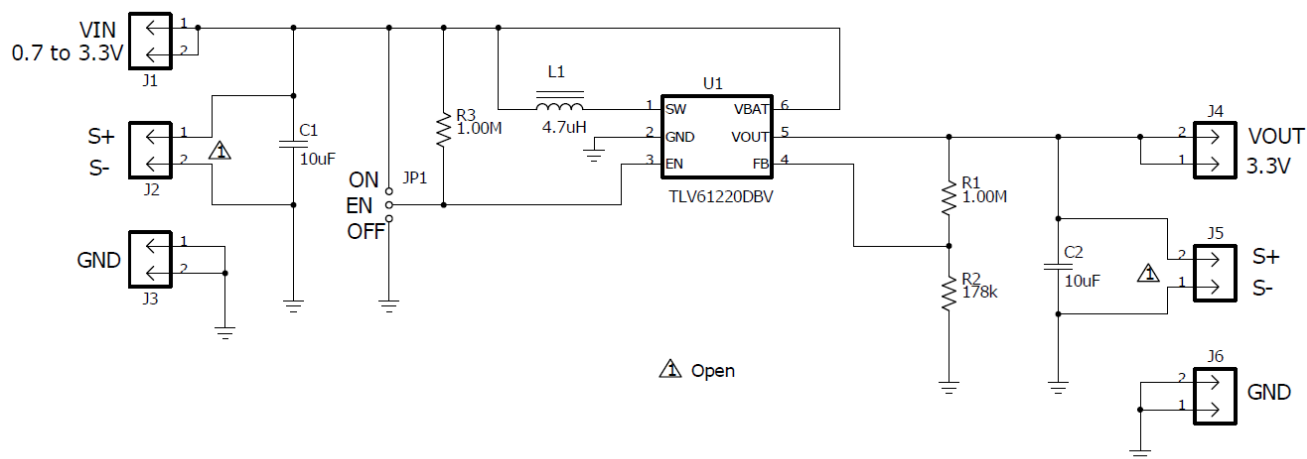 VIN
0.7 to 3.3V
1
2
J1
S+
S-
1
2
J2
1
GND
1
2
J3
C1
10uF
ON
EN
OFF
JP1
R3
1.00M
L1
4.7uH
U1
1 SW VBAT 6
2 GND VOUT 5
3 EN FB 4
TLV61220DBV
R1
1.00M
R2
178k
C2
10uF
J4
2
1
VOUT
3.3V
J5
2
1
S+
S-
1
J6
2
1
GND
1 Open